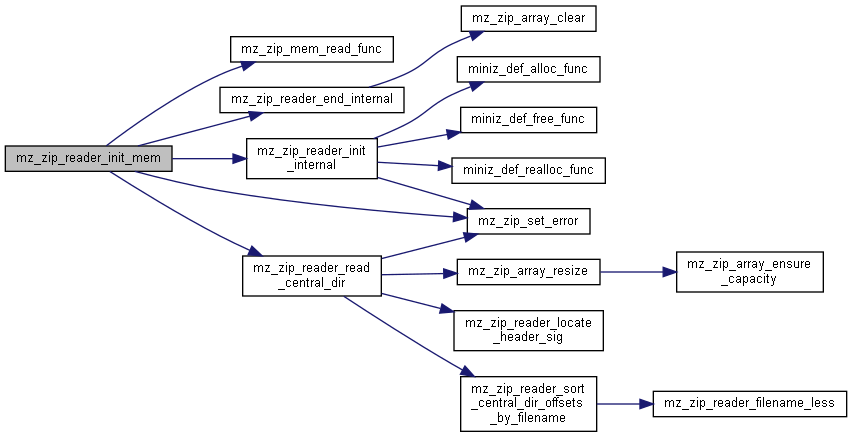 mz_zip_array_clear
mz_zip_mem_read_func
miniz_def_alloc_func
mz_zip_reader_end_internal
miniz_def_free_func
mz_zip_reader_init_mem
mz_zip_reader_init
_internal
miniz_def_realloc_func
mz_zip_set_error
mz_zip_reader_read
_central_dir
mz_zip_array_resize
mz_zip_array_ensure
_capacity
mz_zip_reader_locate
_header_sig
mz_zip_reader_sort
_central_dir_offsets
_by_filename
mz_zip_reader_filename_less